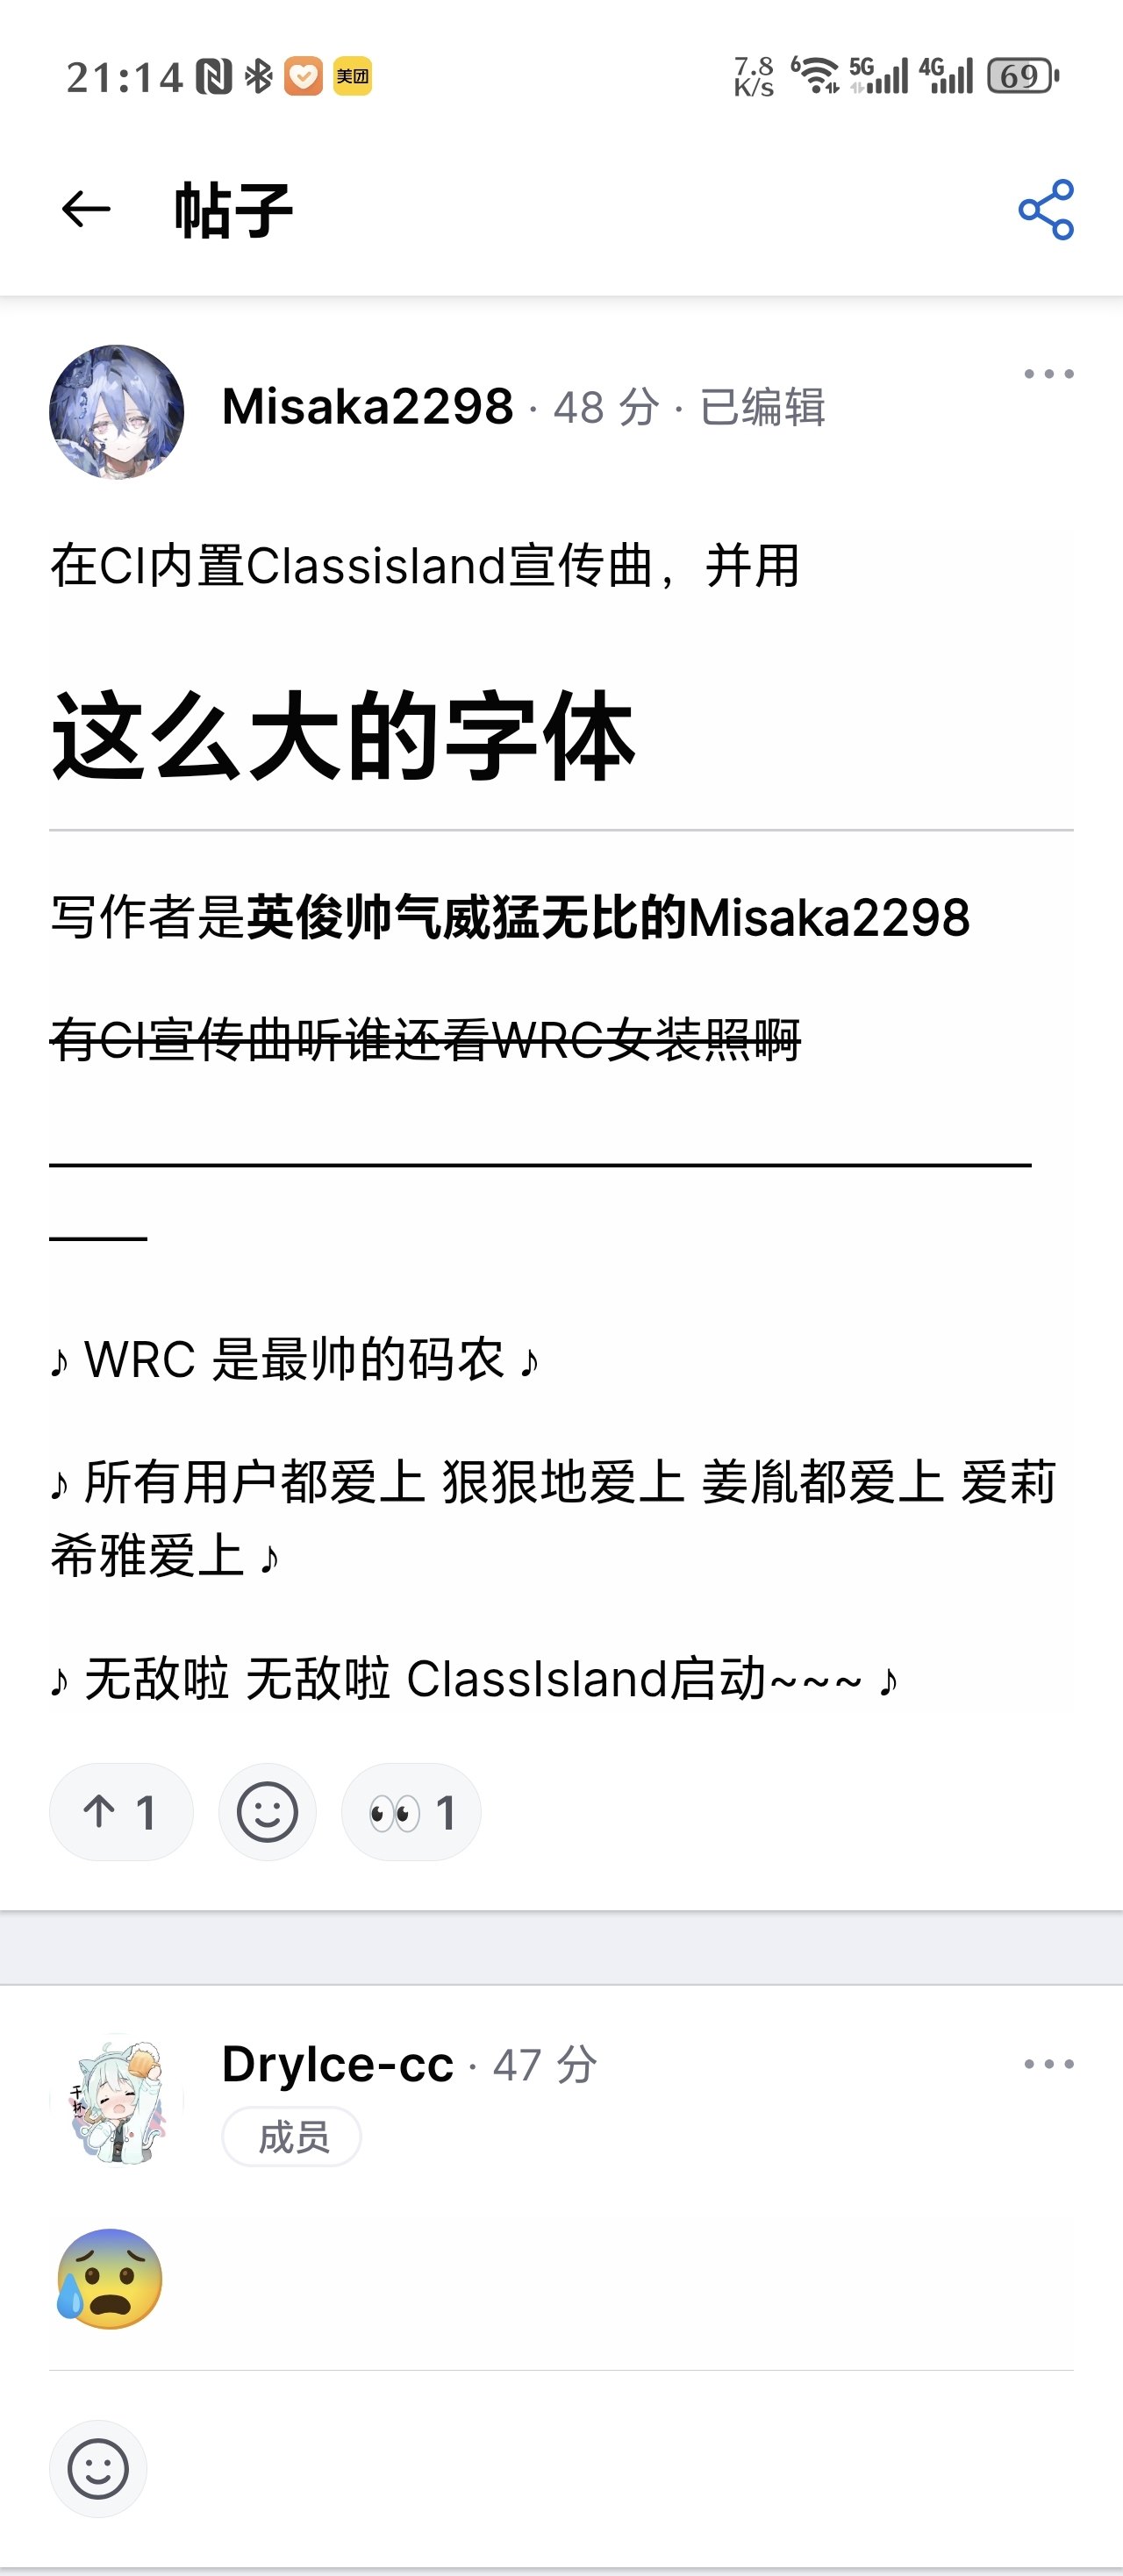 21:14 美团 7.8 K/s 6 5G 4G 69
帖子
Misaka2298 · 48 分 · 已编辑
在CI内置Classisland宣传曲，并用
这么大的字体
写作者是英俊帅气威猛无比的Misaka2298
有CI宣传曲听谁还看WRC女装照啊
♪ WRC 是最帅的码农 ♪
♪ 所有用户都爱上 狠狠地爱上 姜胤都爱上 爱莉
希雅爱上 ♪
♪ 无敌啦 无敌啦 ClassIsland启动~~~ ♪
↑ 1 👀 1
干杯
DryIce-cc · 47 分
成员
😰